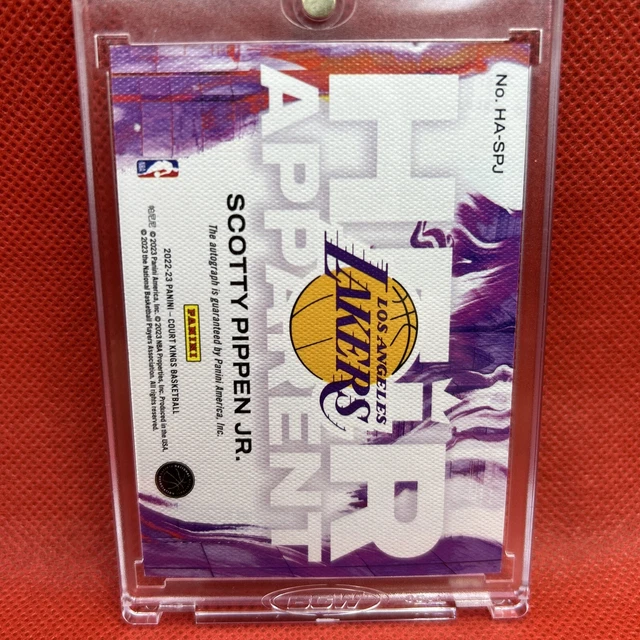 No. HA-SPJ
HEIR
APPARENT
LOS ANGELES
LAKERS
SCOTTY PIPPEN JR.
The autograph is guaranteed by Panini America, Inc.
PANINI
2022-23 PANINI – COURT KINGS BASKETBALL
© 2023 Panini America, Inc. © 2023 NBA Properties, Inc. Produced in the USA.
© 2023 the National Basketball Players Association. All rights reserved.
BCW